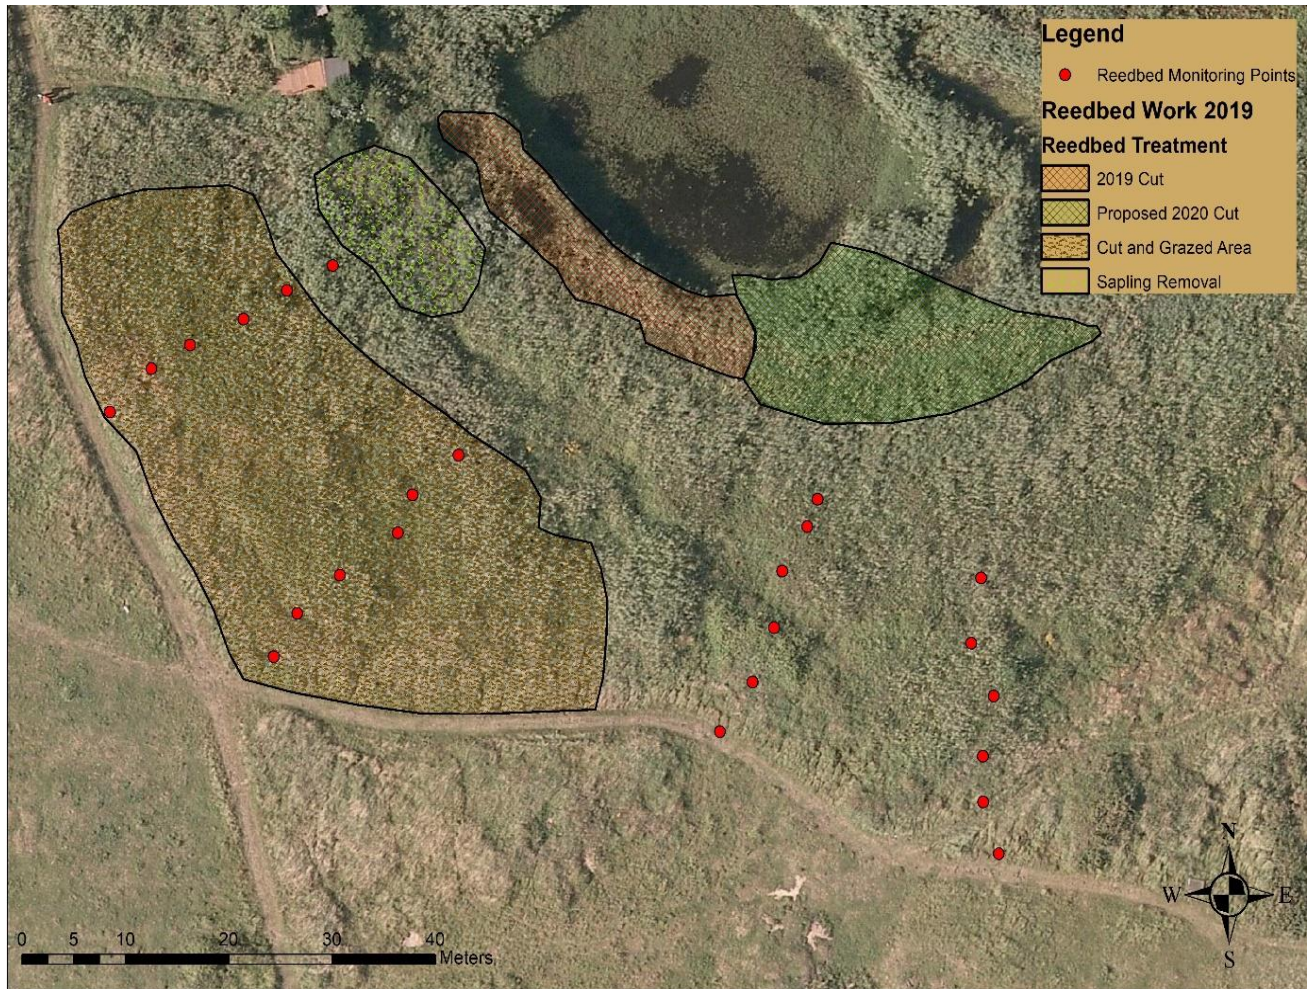 Legend
Reedbed Monitoring Points
Reedbed Work 2019
Reedbed Treatment
2019 Cut
Proposed 2020 Cut
Cut and Grazed Area
Sapling Removal
N
W E
S
0 5 10 20 30 40
Meters